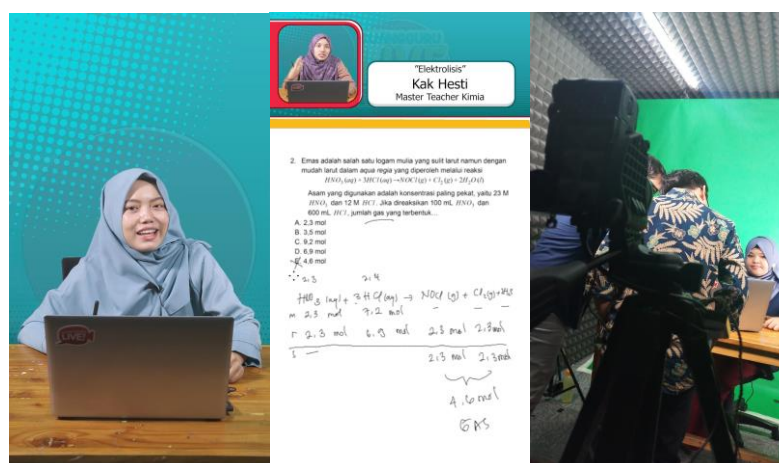 LIVE!
"Elektrolisis"
Kak Hesti
Master Teacher Kimia
2. Emas adalah salah satu logam mulia yang sulit larut namun dengan
mudah larut dalam aqua regia yang diperoleh melalui reaksi
HNO₃(aq) + 3HCl(aq) → NOCl(g) + Cl₂(g) + 2H₂O(l)
Asam yang digunakan adalah konsentrasi paling pekat, yaitu 23 M
HNO₃ dan 12 M HCl. Jika direaksikan 100 mL HNO₃ dan
600 mL HCl, jumlah gas yang terbentuk...
A. 2,3 mol
B. 3,5 mol
C. 9,2 mol
D. 6,9 mol
E. 4,6 mol
2.3 2.4
HNO₃ (aq) + 3 HCl (aq) → NOCl (g) + Cl₂(g) +
m 2.3 mol 7.2 mol - - -
r 2.3 mol 6.9 mol 2.3 mol 2.3 mol
s - 2.3 mol 2.3 mol
4.6 mol
GAS